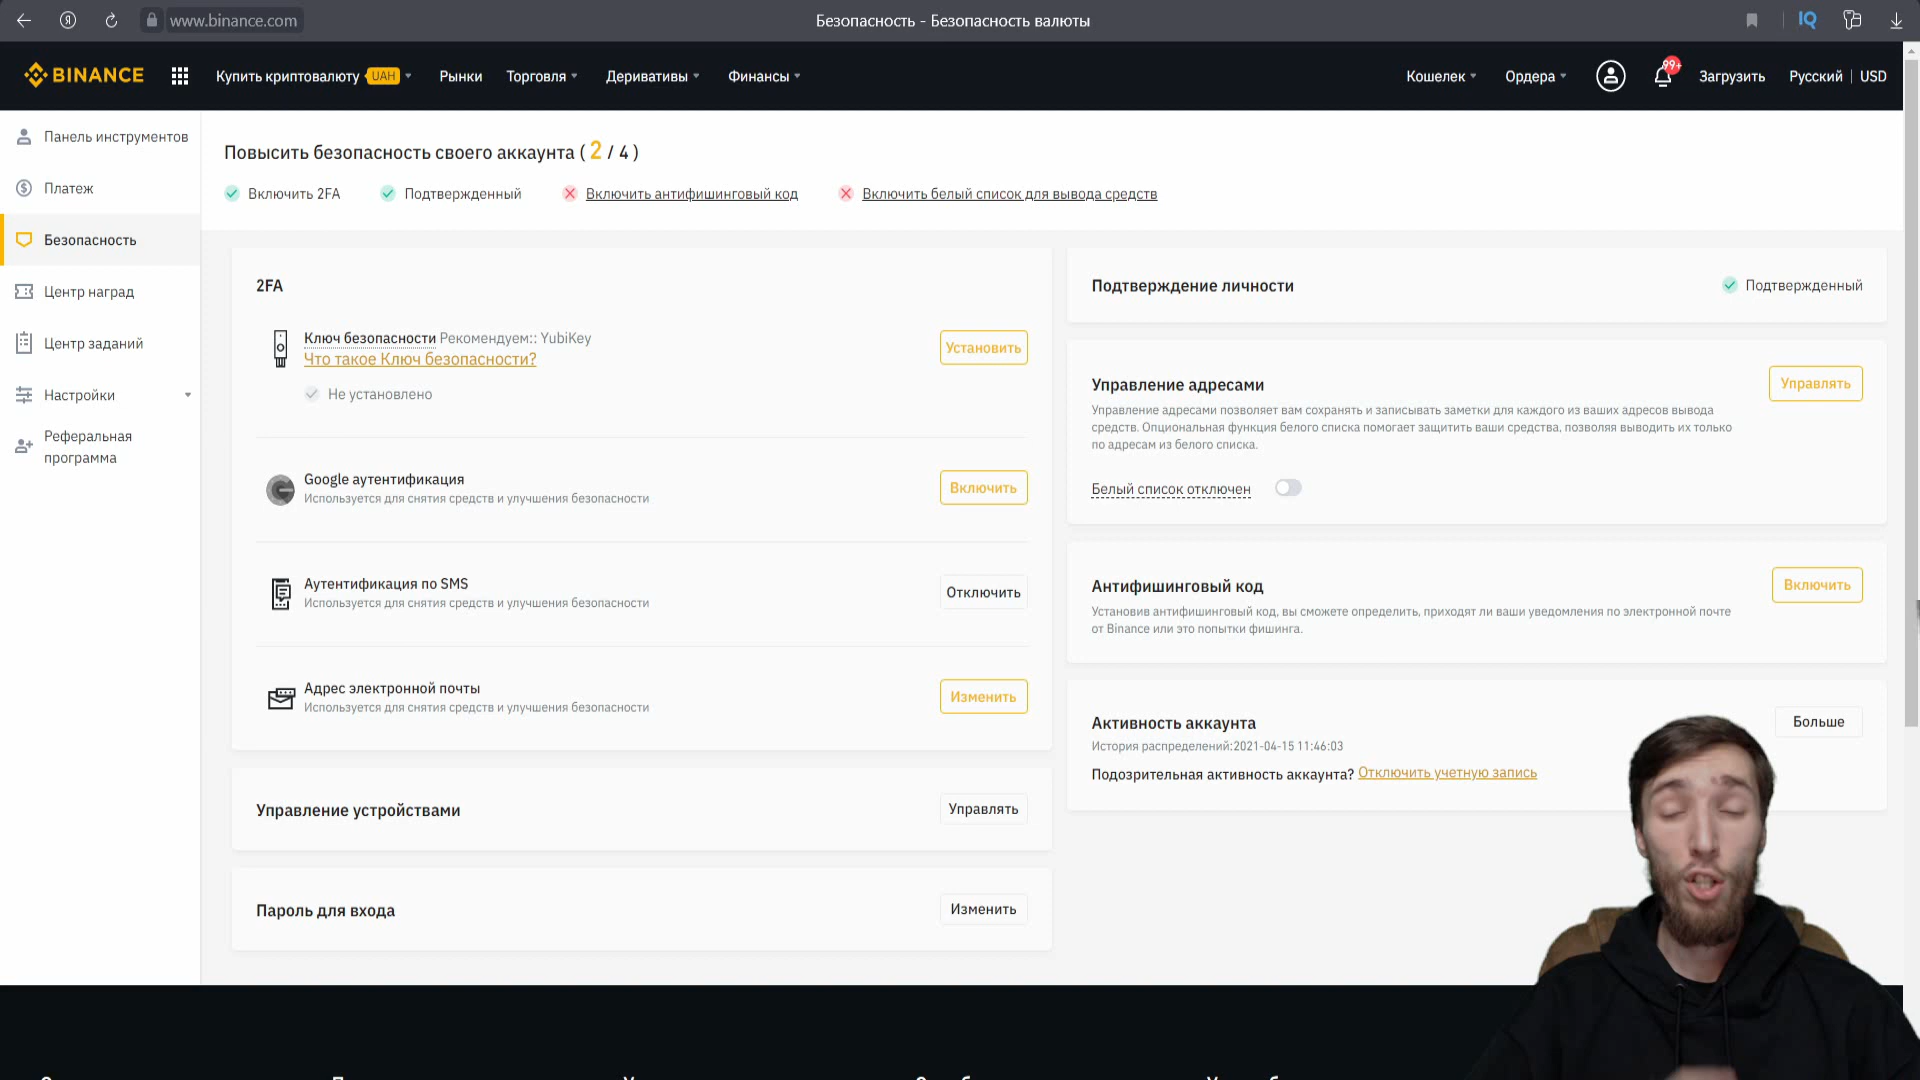 www.binance.com
Безопасность - Безопасность валюты
IQ
BINANCE
Купить криптовалюту UAH
Рынки
Торговля
Деривативы
Финансы
Кошелек
Ордера
99+
Загрузить
Русский | USD
Панель инструментов
Платеж
Безопасность
Центр наград
Центр заданий
Настройки
Реферальная
программа
Повысить безопасность своего аккаунта ( 2 / 4 )
Включить 2FA
Подтвержденный
Включить антифишинговый код
Включить белый список для вывода средств
2FA
Ключ безопасности Рекомендуем:: YubiKey
Что такое Ключ безопасности?
Не установлено
Установить
Google аутентификация
Используется для снятия средств и улучшения безопасности
Включить
Аутентификация по SMS
Используется для снятия средств и улучшения безопасности
Отключить
Адрес электронной почты
Используется для снятия средств и улучшения безопасности
Изменить
Управление устройствами
Управлять
Пароль для входа
Изменить
Подтверждение личности
Подтвержденный
Управление адресами
Управлять
Управление адресами позволяет вам сохранять и записывать заметки для каждого из ваших адресов вывода
средств. Опциональная функция белого списка помогает защитить ваши средства, позволяя выводить их только
по адресам из белого списка.
Белый список отключен
Антифишинговый код
Включить
Установив антифишинговый код, вы сможете определить, приходят ли ваши уведомления по электронной почте
от Binance или это попытки фишинга.
Активность аккаунта
Больше
История распределений:2021-04-15 11:46:03
Подозрительная активность аккаунта? Отключить учетную запись